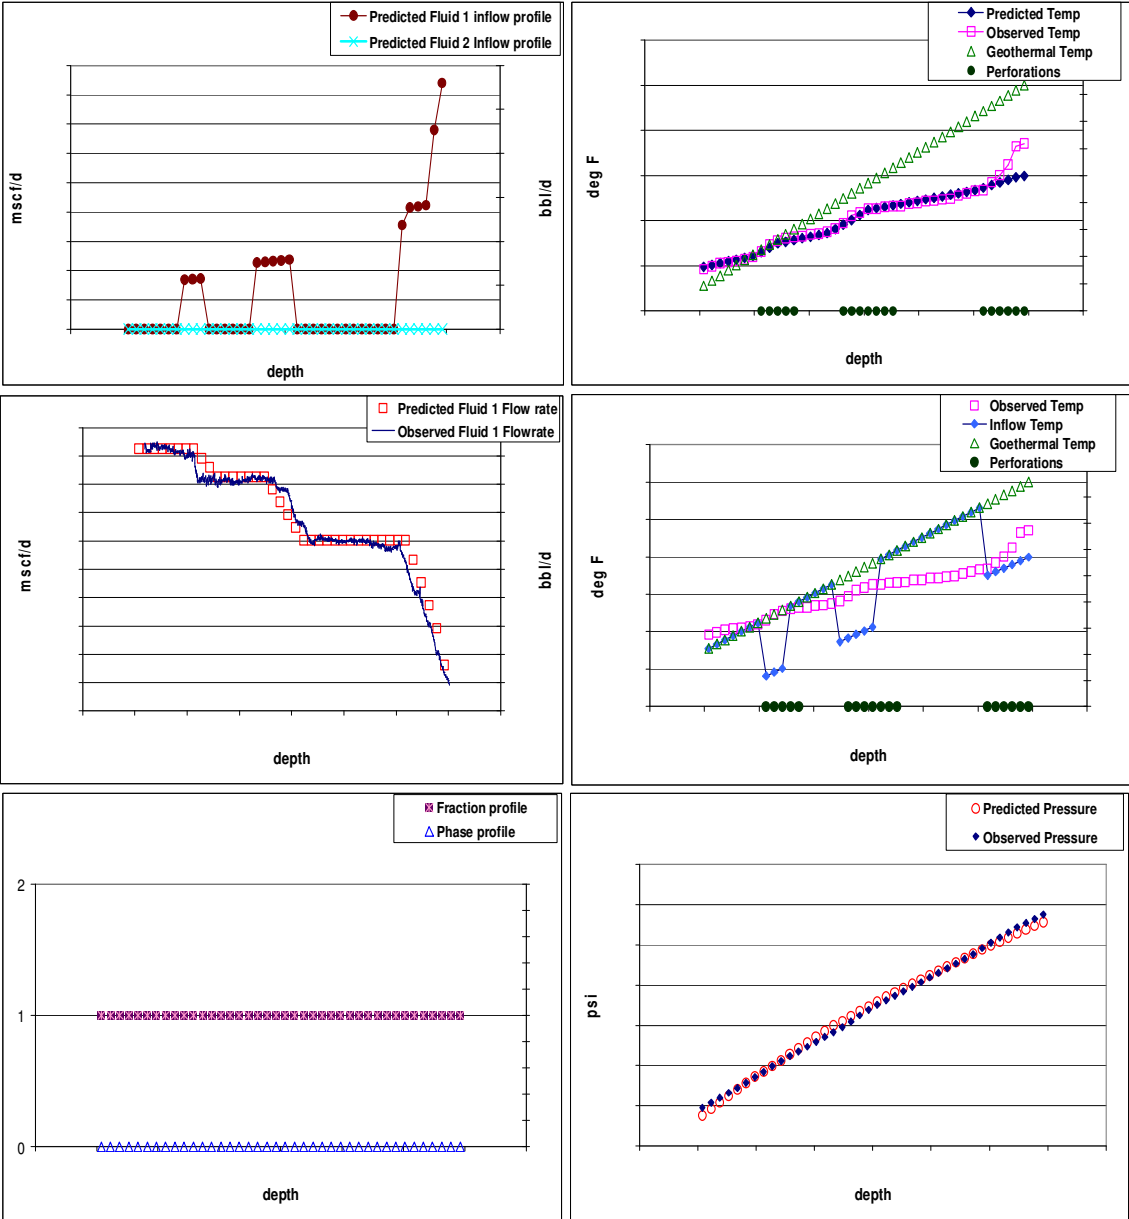 Predicted Fluid 1 inflow profile
Predicted Fluid 2 Inflow profile
mscf/d
bbl/d
depth
Predicted Temp
Observed Temp
Geothermal Temp
Perforations
deg F
depth
Predicted Fluid 1 Flow rate
Observed Fluid 1 Flowrate
mscf/d
bbl/d
depth
Observed Temp
Inflow Temp
Goethermal Temp
Perforations
deg F
depth
Fraction profile
Phase profile
2
1
0
depth
Predicted Pressure
Observed Pressure
psi
depth